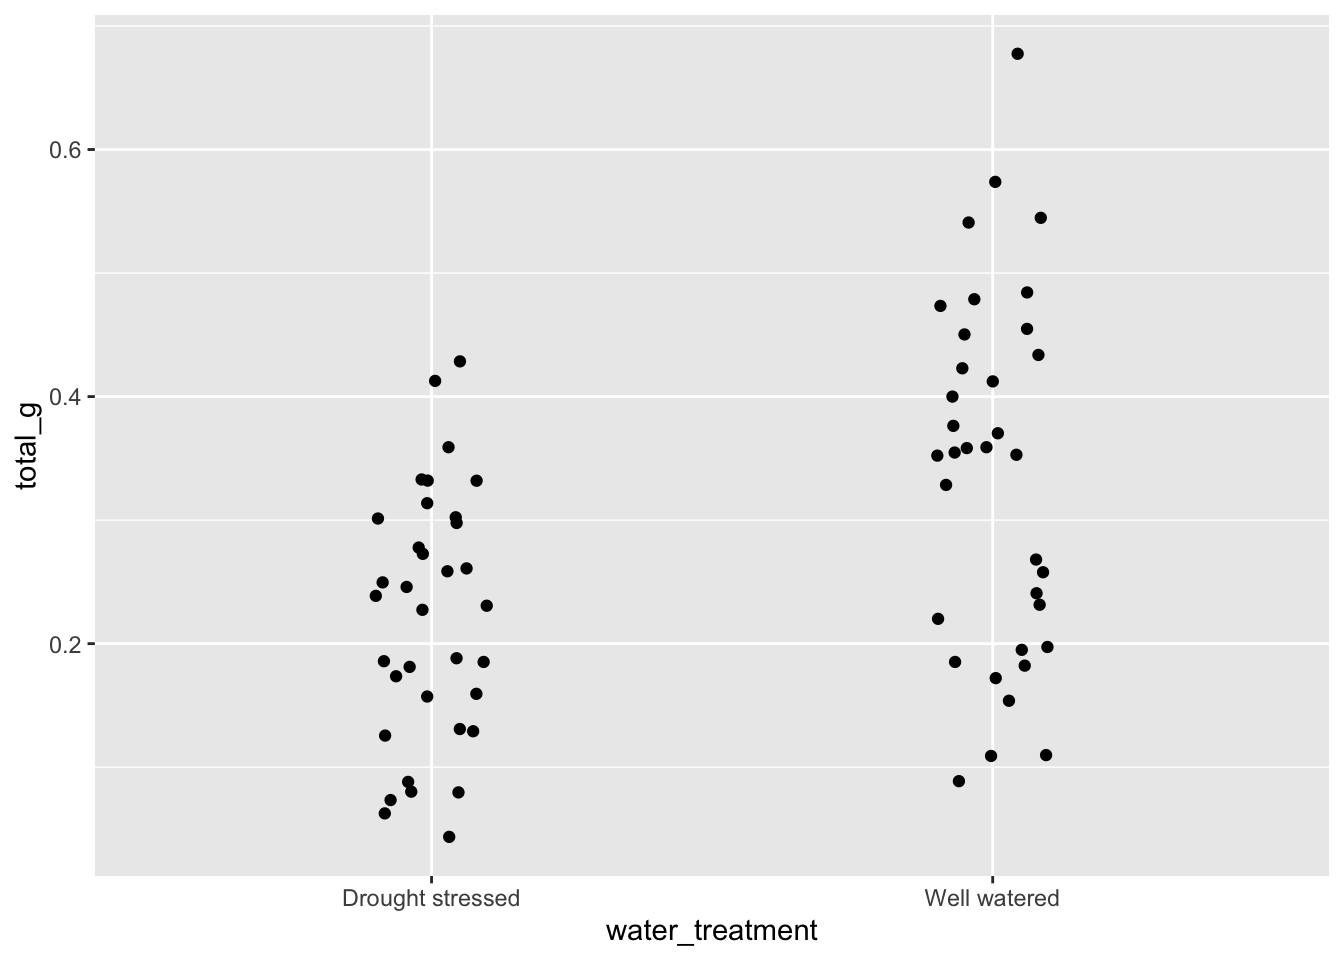 total_g
0.6
0.4
0.2
Drought stressed
Well watered
water_treatment